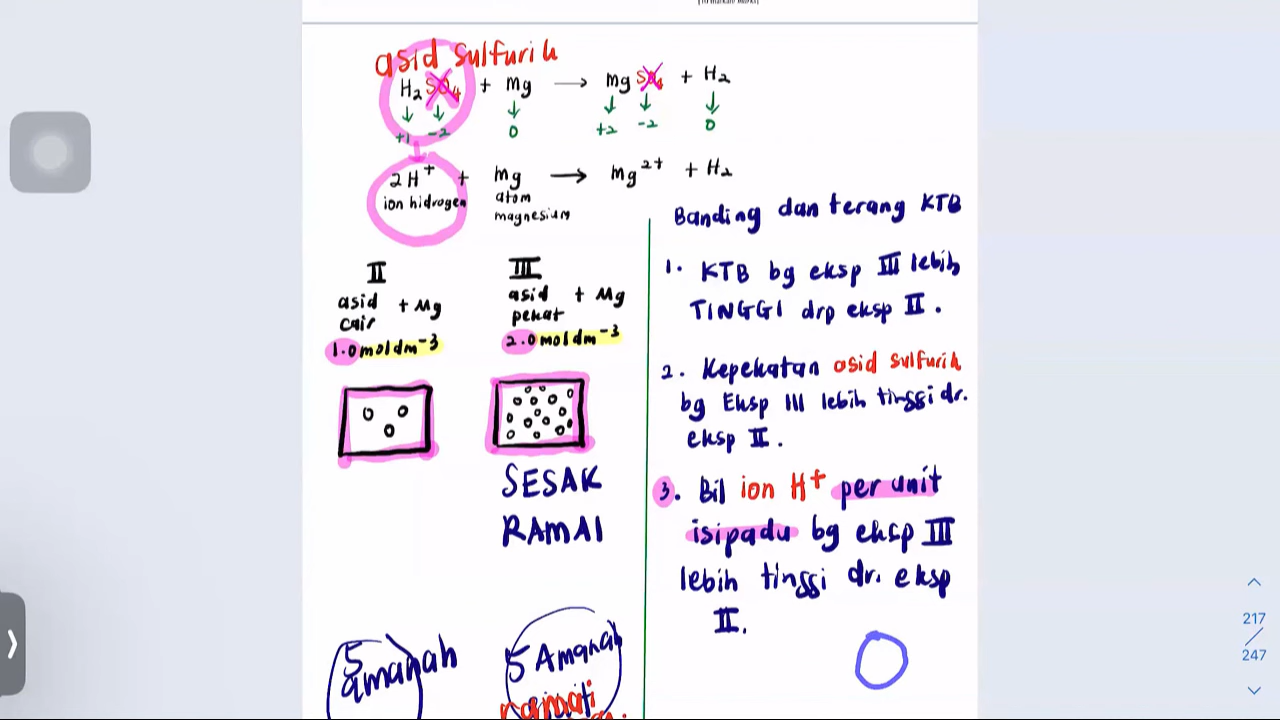 asid sulfurik
H₂SO₄ + Mg → MgSO₄ + H₂
↓ ↓ ↓ ↓ ↓ ↓
+1 -2 0 +2 -2 0
2H⁺ + Mg → Mg²⁺ + H₂
ion hidrogen atom
magnesium
II
asid + Mg
cair
1.0 mol dm⁻³
III
asid + Mg
pekat
2.0 mol dm⁻³
SESAK
RAMAI
5
amanah
5 Amanah
Banding dan terang KTB
1. KTB bg eksp III lebih
TINGGI drp eksp II.
2. Kepekatan asid sulfurik
bg Eksp III lebih tinggi dr.
eksp II.
3. Bil ion H⁺ per unit
isipadu bg eksp III
lebih tinggi dr. eksp
II.
217
/
247